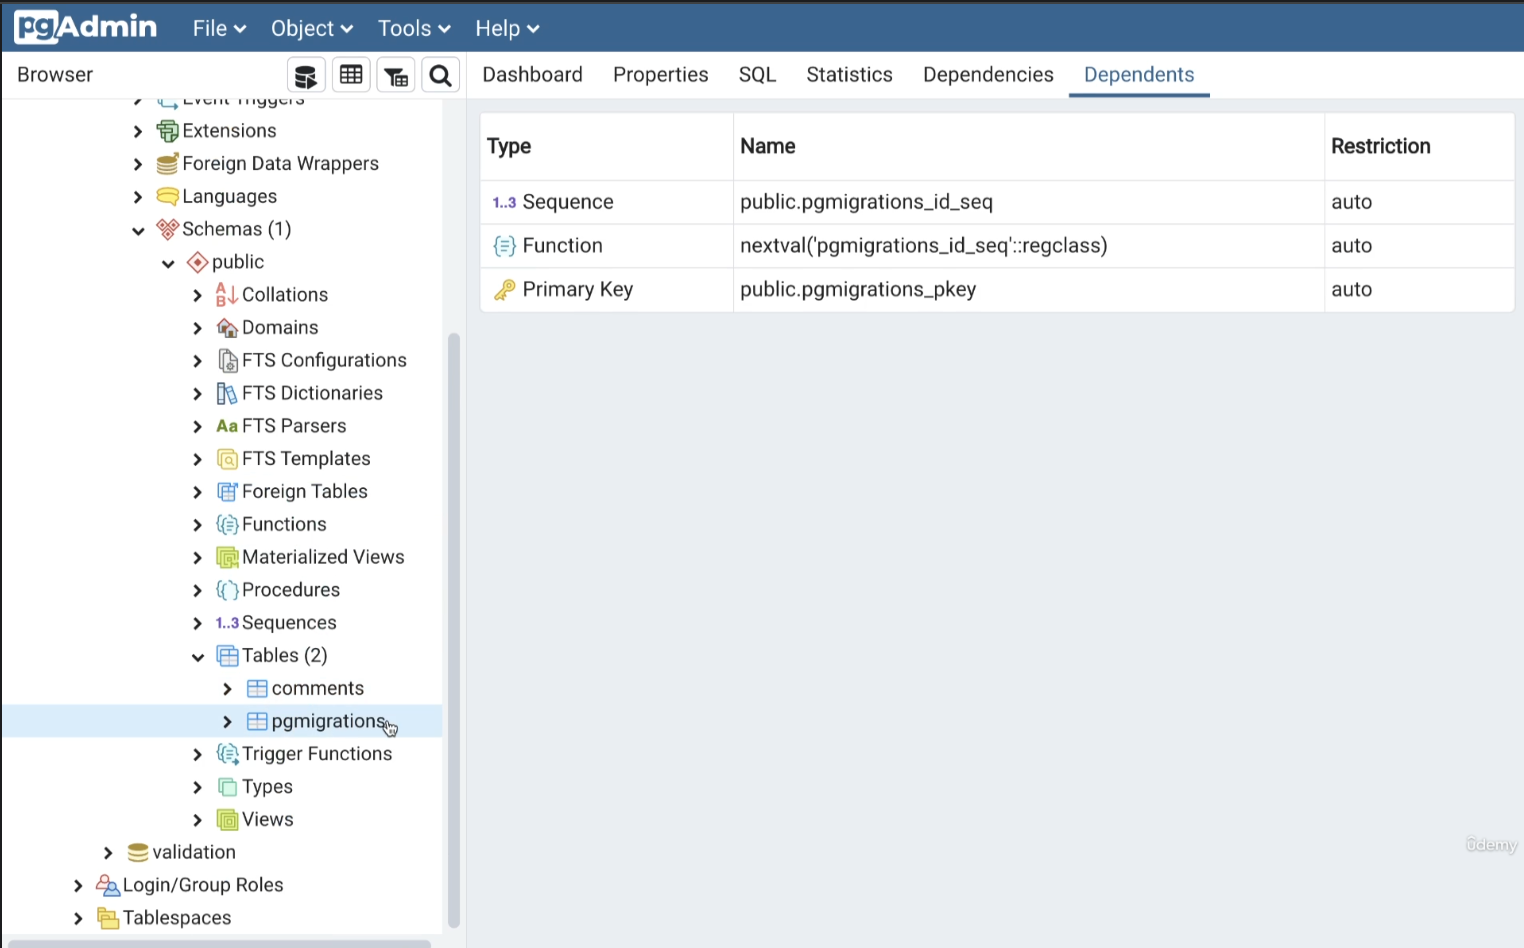 pgAdmin File Object Tools Help
Browser
Dashboard Properties SQL Statistics Dependencies Dependents
Event Triggers
Extensions
Foreign Data Wrappers
Languages
Schemas (1)
public
Collations
Domains
FTS Configurations
FTS Dictionaries
Aa FTS Parsers
FTS Templates
Foreign Tables
Functions
Materialized Views
Procedures
1..3 Sequences
Tables (2)
comments
pgmigrations
Trigger Functions
Types
Views
validation
Login/Group Roles
Tablespaces
Type Name Restriction
1..3 Sequence public.pgmigrations_id_seq auto
Function nextval('pgmigrations_id_seq'::regclass) auto
Primary Key public.pgmigrations_pkey auto
ûdemy